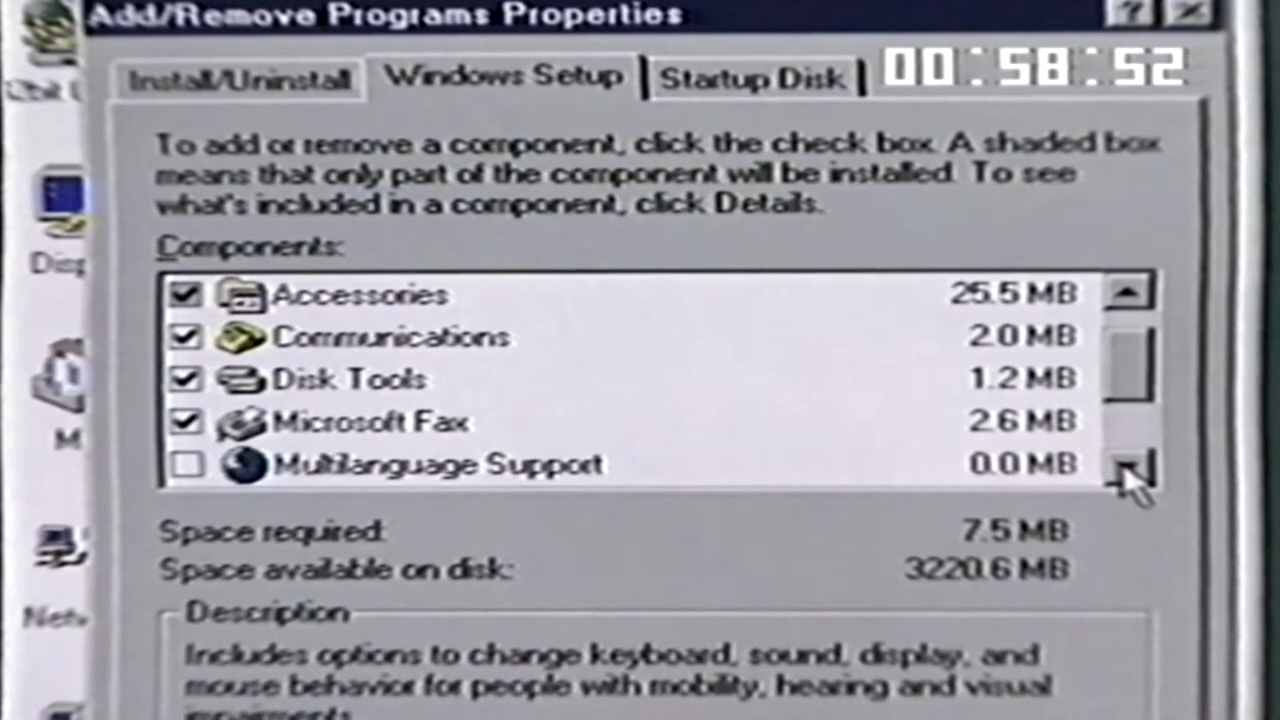 Add/Remove Programs Properties
00:58:52
Install/Uninstall
Windows Setup
Startup Disk
To add or remove a component, click the check box. A shaded box
means that only part of the component will be installed. To see
what's included in a component, click Details.
Components:
Accessories 25.5 MB
Communications 2.0 MB
Disk Tools 1.2 MB
Microsoft Fax 2.6 MB
Multilanguage Support 0.0 MB
Space required: 7.5 MB
Space available on disk: 3220.6 MB
Description
Includes options to change keyboard, sound, display, and
mouse behavior for people with mobility, hearing and visual
impairments.